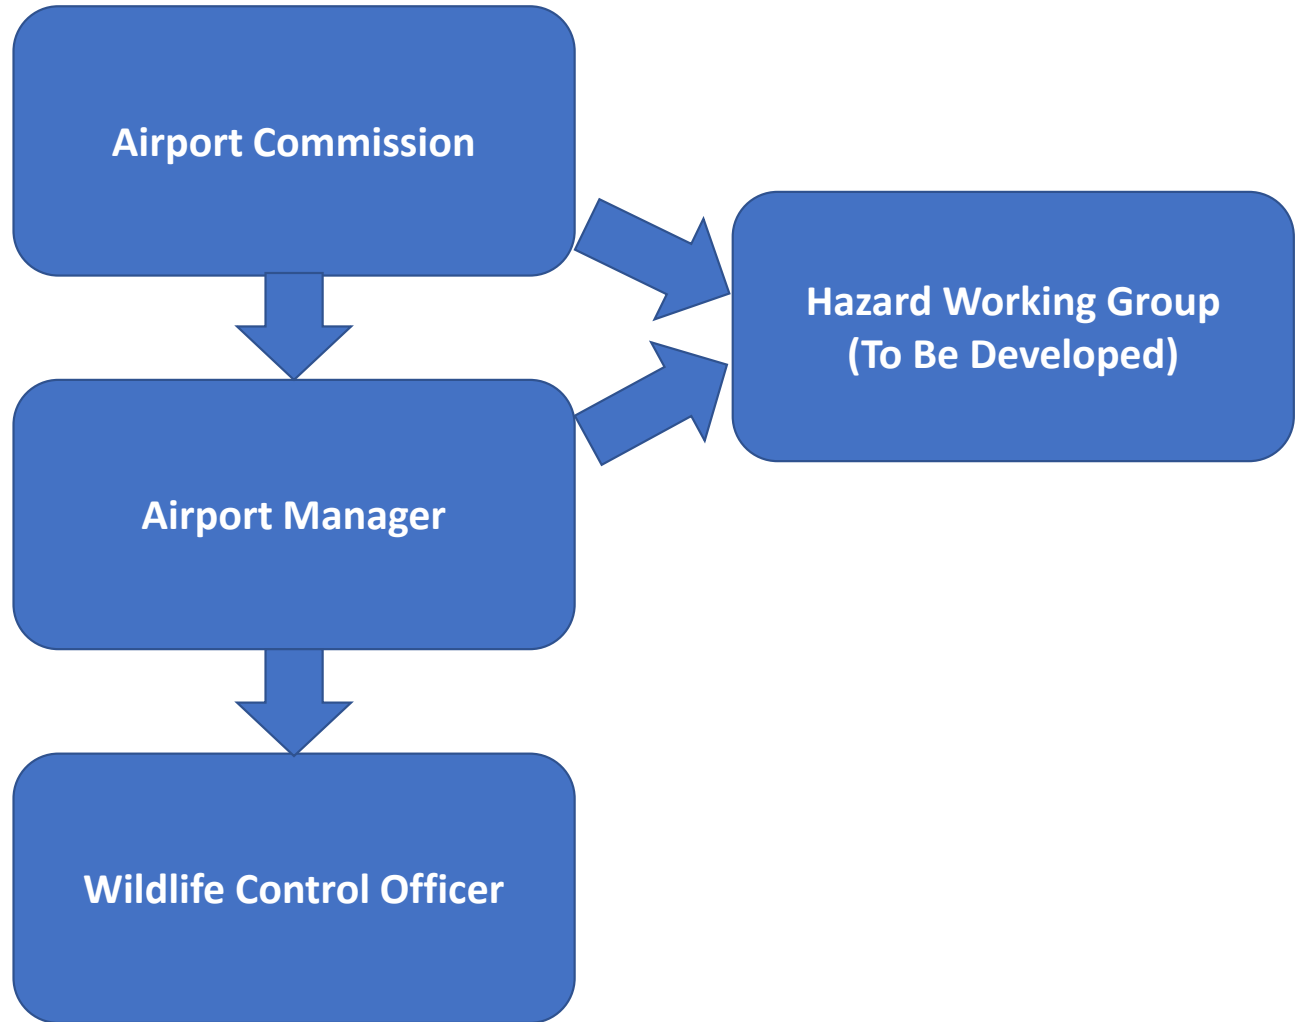 Airport Commission
Hazard Working Group
(To Be Developed)
Airport Manager
Wildlife Control Officer